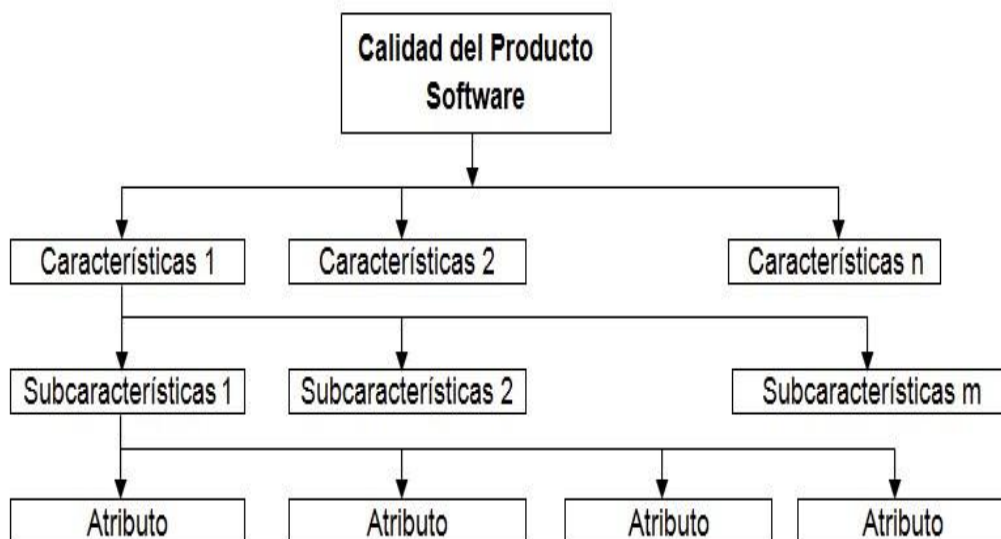 Calidad del Producto
Software
Características 1
Características 2
Características n
Subcaracterísticas 1
Subcaracterísticas 2
Subcaracterísticas m
Atributo
Atributo
Atributo
Atributo